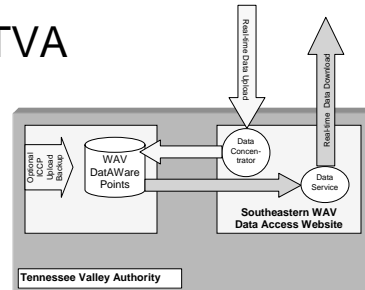 TVA
Real-time Data Upload
Real-time Data Download
Optional
ICCP
Upload
Backup
WAV
DatAWare
Points
Data
Concen-
trator
Data
Service
Southeastern WAV
Data Access Website
Tennessee Valley Authority